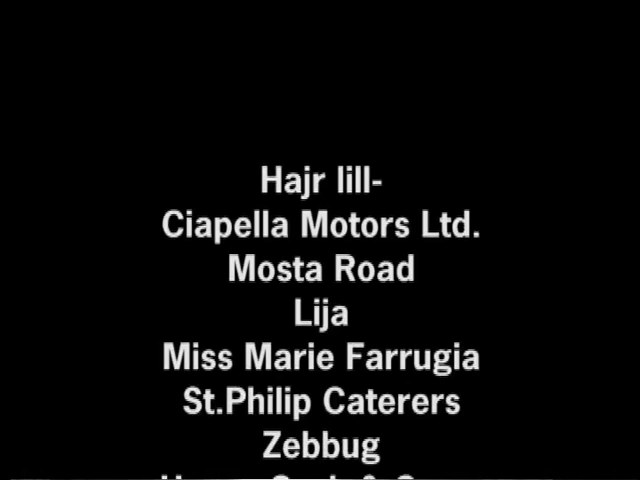 Hajr lill-
Ciapella Motors Ltd.
Mosta Road
Lija
Miss Marie Farrugia
St.Philip Caterers
Zebbug